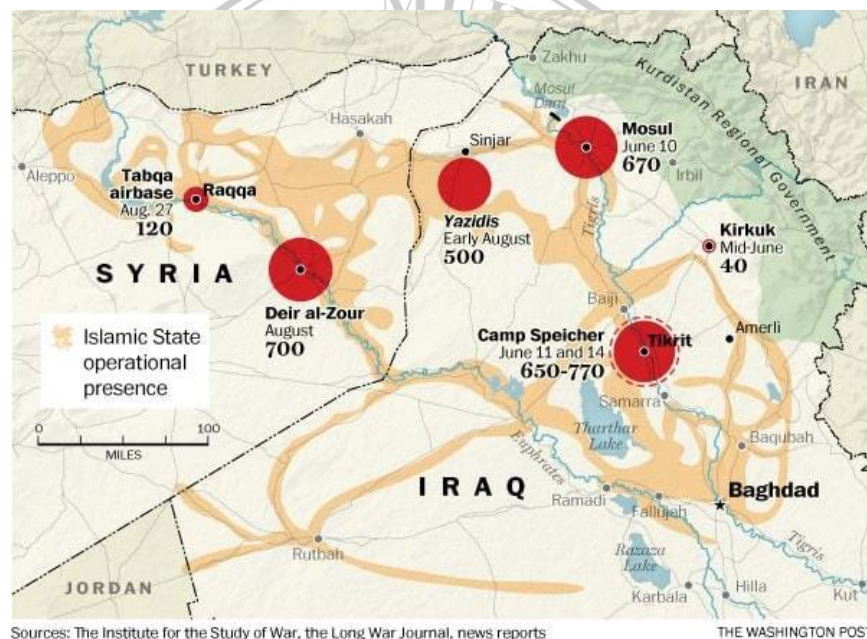 TURKEY
IRAN
Zakhu
Mosul
Dam
Kurdistan Regional Government
Hasakah
Sinjar
Mosul
June 10
670
Irbil
Aleppo
Tabqa
airbase
Aug. 27
120
Raqqa
Yazidis
Early August
500
Tigris
Kirkuk
Mid-June
40
SYRIA
Deir al-Zour
August
700
Baiji
Camp Speicher
June 11 and 14
650-770
Tikrit
Amerli
Islamic State
operational
presence
Samarra
Tharthar
Lake
Baqubah
0 100
MILES
Euphrates
IRAQ
Ramadi
Fallujah
Baghdad
Rutbah
Razaza
Lake
Tigris
JORDAN
Karbala
Hilla
Kut
Sources: The Institute for the Study of War, the Long War Journal, news reports
THE WASHINGTON POS